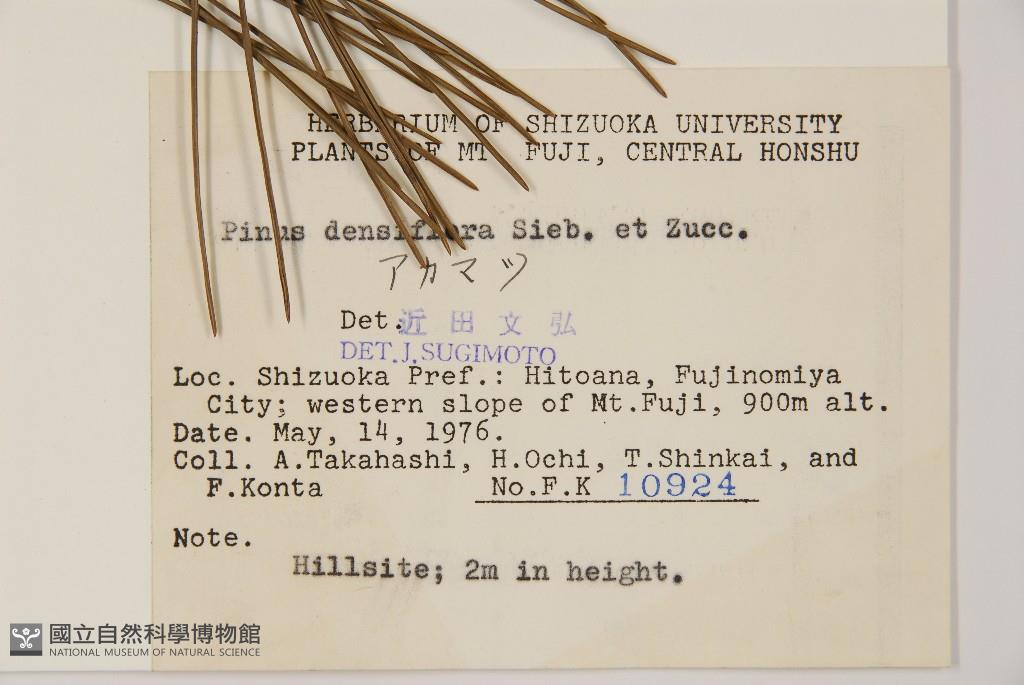 HERBARIUM OF SHIZUOKA UNIVERSITY
PLANTS OF MT FUJI, CENTRAL HONSHU
Pinus densiflora Sieb. et Zucc.
アカマツ
Det. 近田文弘
DET.J.SUGIMOTO
Loc. Shizuoka Pref.: Hitoana, Fujinomiya
City; western slope of Mt.Fuji, 900m alt.
Date. May, 14, 1976.
Coll. A.Takahashi, H.Ochi, T.Shinkai, and
F.Konta No.F.K 10924
Note.
Hillsite; 2m in height.
國立自然科學博物館
NATIONAL MUSEUM OF NATURAL SCIENCE